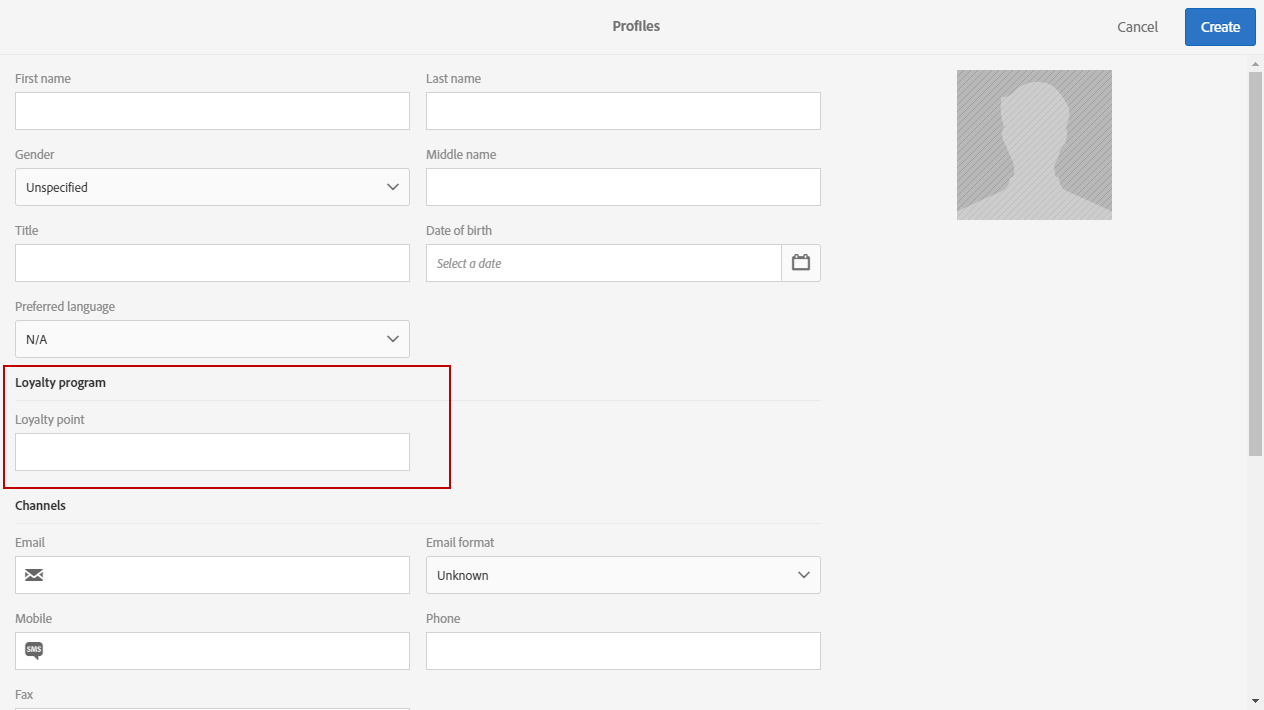 Profiles
Cancel
Create
First name
Last name
Gender
Middle name
Unspecified
Title
Date of birth
Select a date
Preferred language
N/A
Loyalty program
Loyalty point
Channels
Email
Email format
Unknown
Mobile
Phone
SMS
Fax